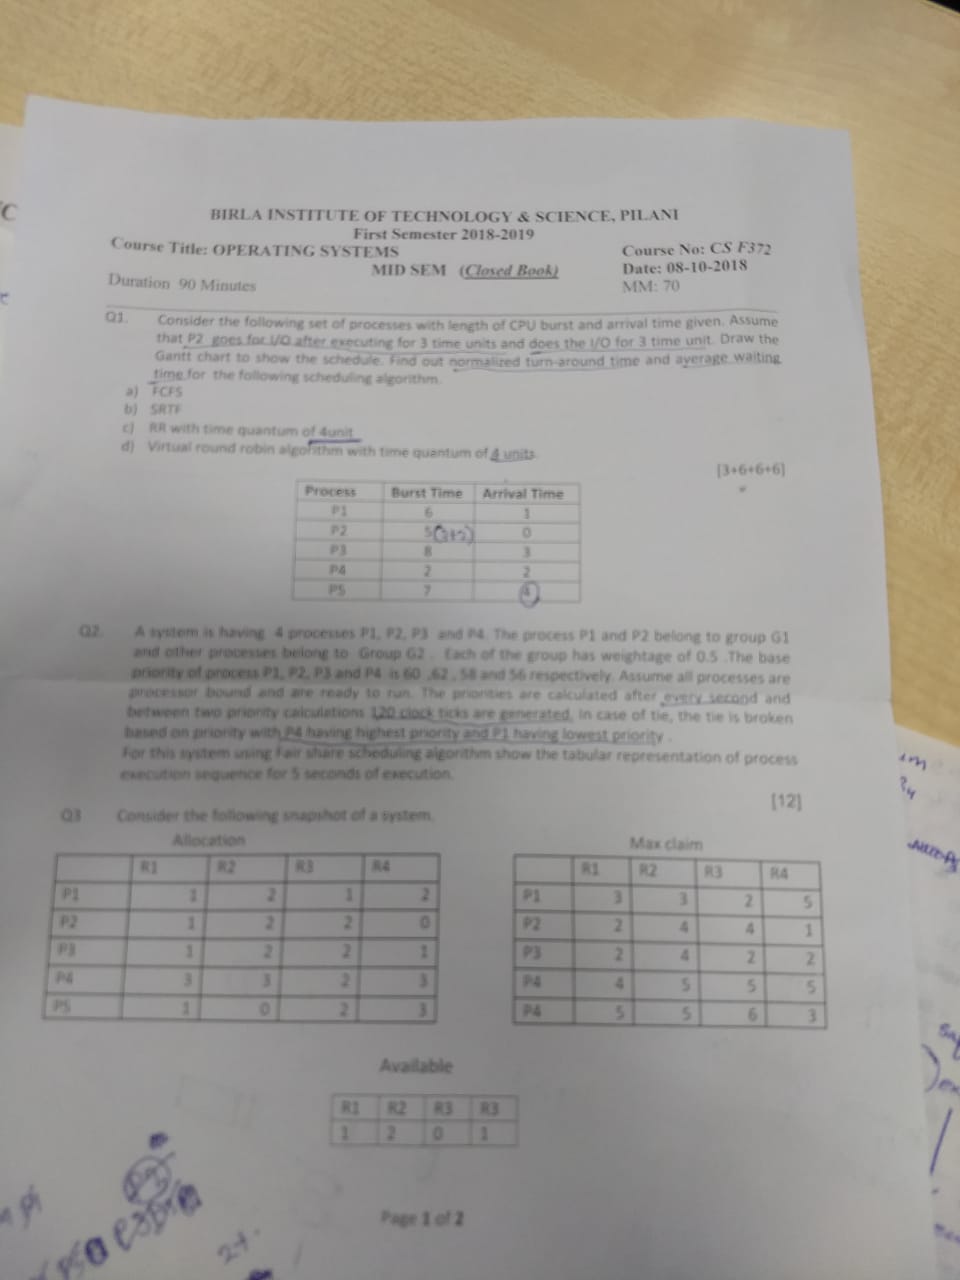 BIRLA INSTITUTE OF TECHNOLOGY & SCIENCE, PILANI
First Semester 2018-2019
Course Title: OPERATING SYSTEMS Course No: CS F372
MID SEM (Closed Book) Date: 08-10-2018
Duration 90 Minutes MM: 70
Q1. Consider the following set of processes with length of CPU burst and arrival time given. Assume
that P2 goes for I/O after executing for 3 time units and does the I/O for 3 time unit. Draw the
Gantt chart to show the schedule. Find out normalized turn-around time and average waiting
time for the following scheduling algorithm.
a) FCFS
b) SRTF
c) RR with time quantum of 4unit
d) Virtual round robin algorithm with time quantum of 4 units
[3+6+6+6]
Process Burst Time Arrival Time
P1 6 1
P2 5(3+2) 0
P3 8 3
P4 2 2
P5 7 4
Q2. A system is having 4 processes P1, P2, P3 and P4. The process P1 and P2 belong to group G1
and other processes belong to Group G2. Each of the group has weightage of 0.5 .The base
priority of process P1, P2, P3 and P4 is 60 ,62 , 58 and 56 respectively. Assume all processes are
processor bound and are ready to run. The priorities are calculated after every second and
between two priority calculations 120 clock ticks are generated. In case of tie, the tie is broken
based on priority with P4 having highest priority and P1 having lowest priority .
For this system using Fair share scheduling algorithm show the tabular representation of process
execution sequence for 5 seconds of execution.
[12]
Q3 Consider the following snapshot of a system.
Allocation Max claim
R1 R2 R3 R4 R1 R2 R3 R4
P1 1 2 1 2 P1 3 3 2 5
P2 1 2 2 0 P2 2 4 4 1
P3 1 2 2 1 P3 2 4 2 2
P4 3 3 2 3 P4 4 5 5 5
P5 1 0 2 3 P4 5 5 6 3
Available
R1 R2 R3 R3
1 2 0 1
Page 1 of 2
24.